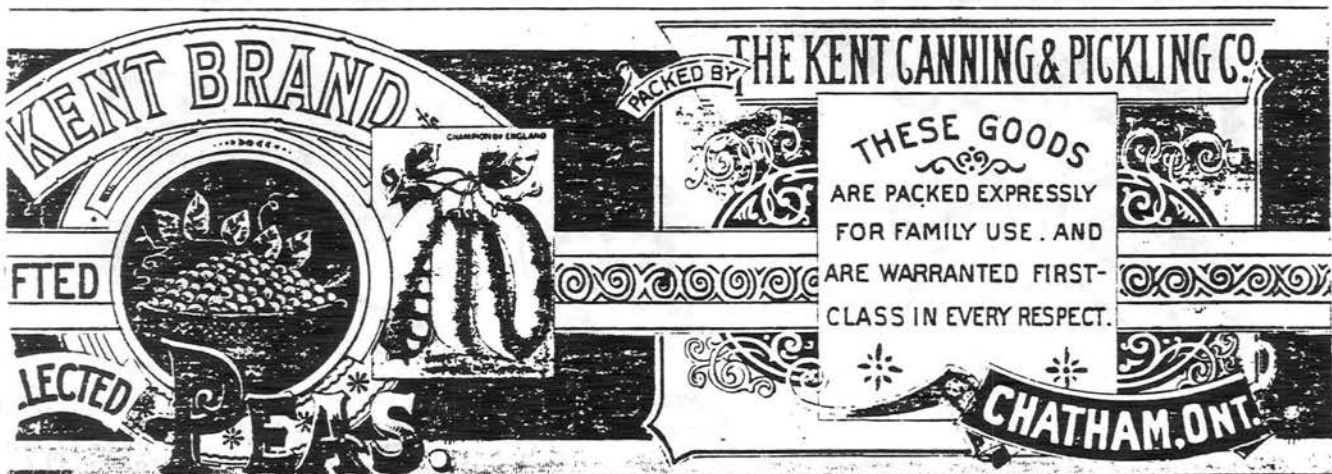 KENT BRAND
CHAMPION OF ENGLAND
FTED
LECTED
PEAS.
PACKED BY
THE KENT CANNING & PICKLING CO.
THESE GOODS
ARE PACKED EXPRESSLY
FOR FAMILY USE. AND
ARE WARRANTED FIRST-
CLASS IN EVERY RESPECT.
CHATHAM, ONT.